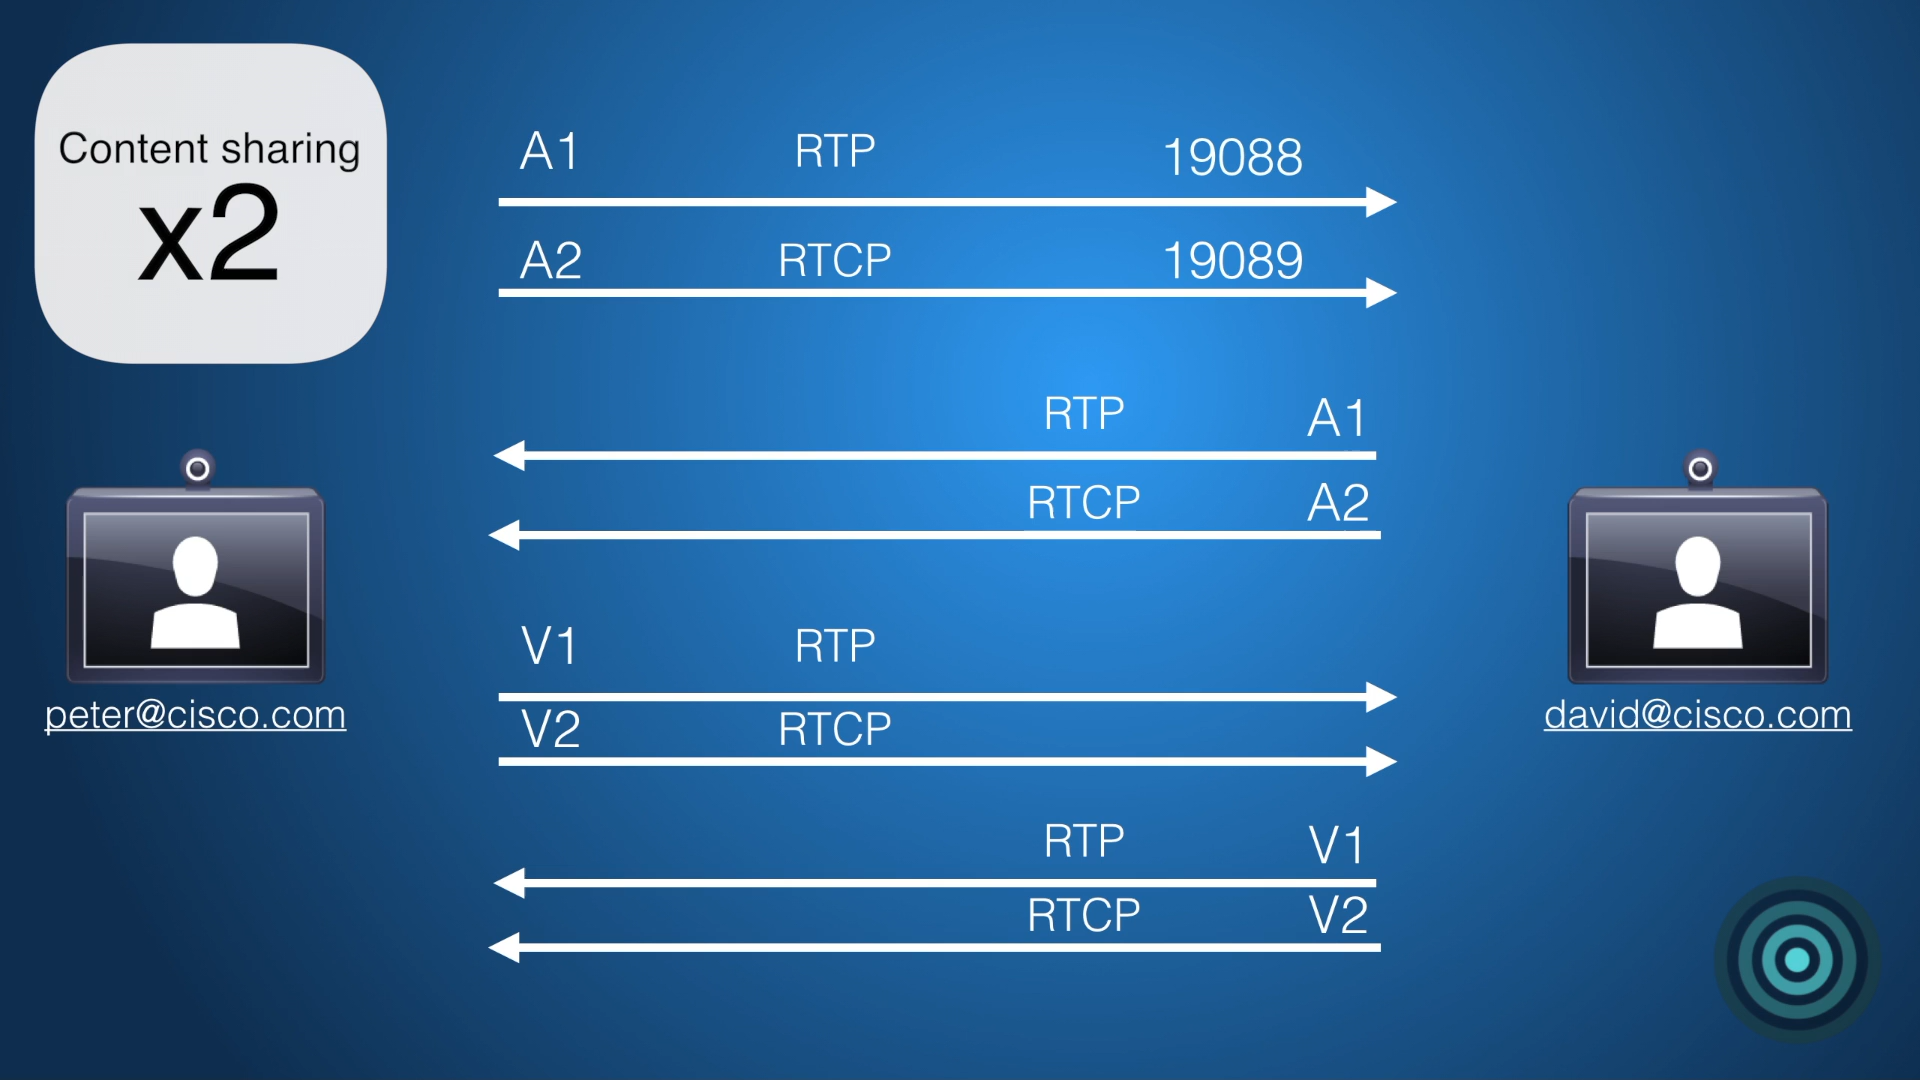 Content sharing
x2
A1 RTP 19088
A2 RTCP 19089
RTP A1
RTCP A2
V1 RTP
V2 RTCP
peter@cisco.com
david@cisco.com
RTP V1
RTCP V2